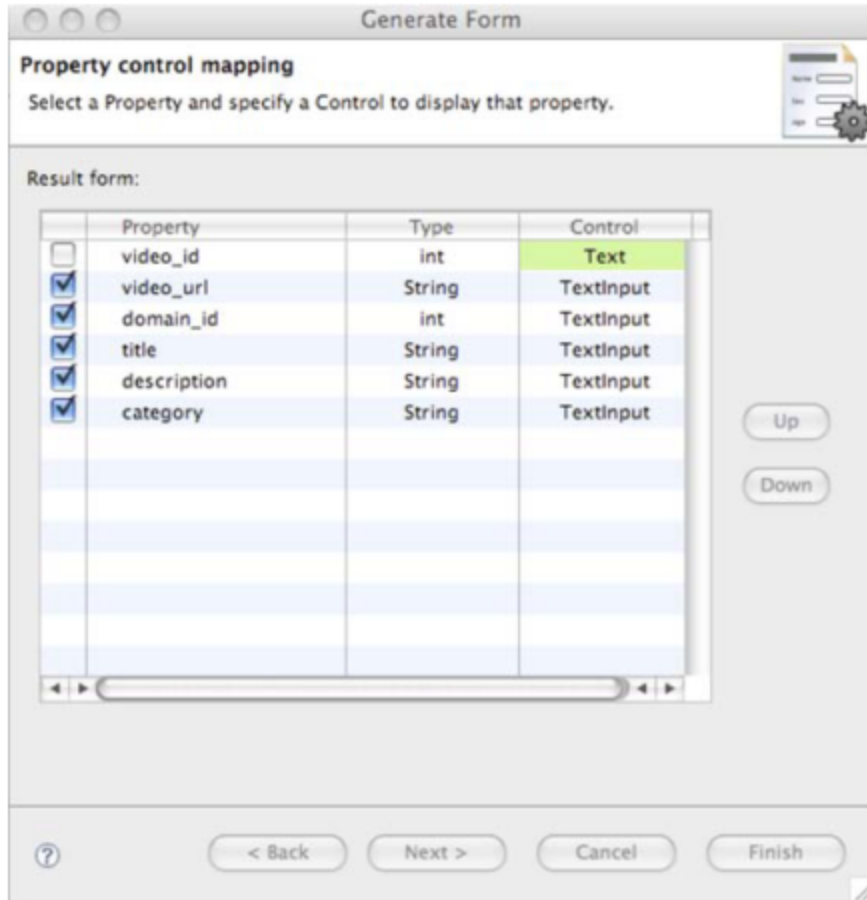 Generate Form
Property control mapping
Select a Property and specify a Control to display that property.
Result form:
Property Type Control
video_id int Text
video_url String TextInput
domain_id int TextInput
title String TextInput
description String TextInput
category String TextInput
Up
Down
? < Back Next > Cancel Finish